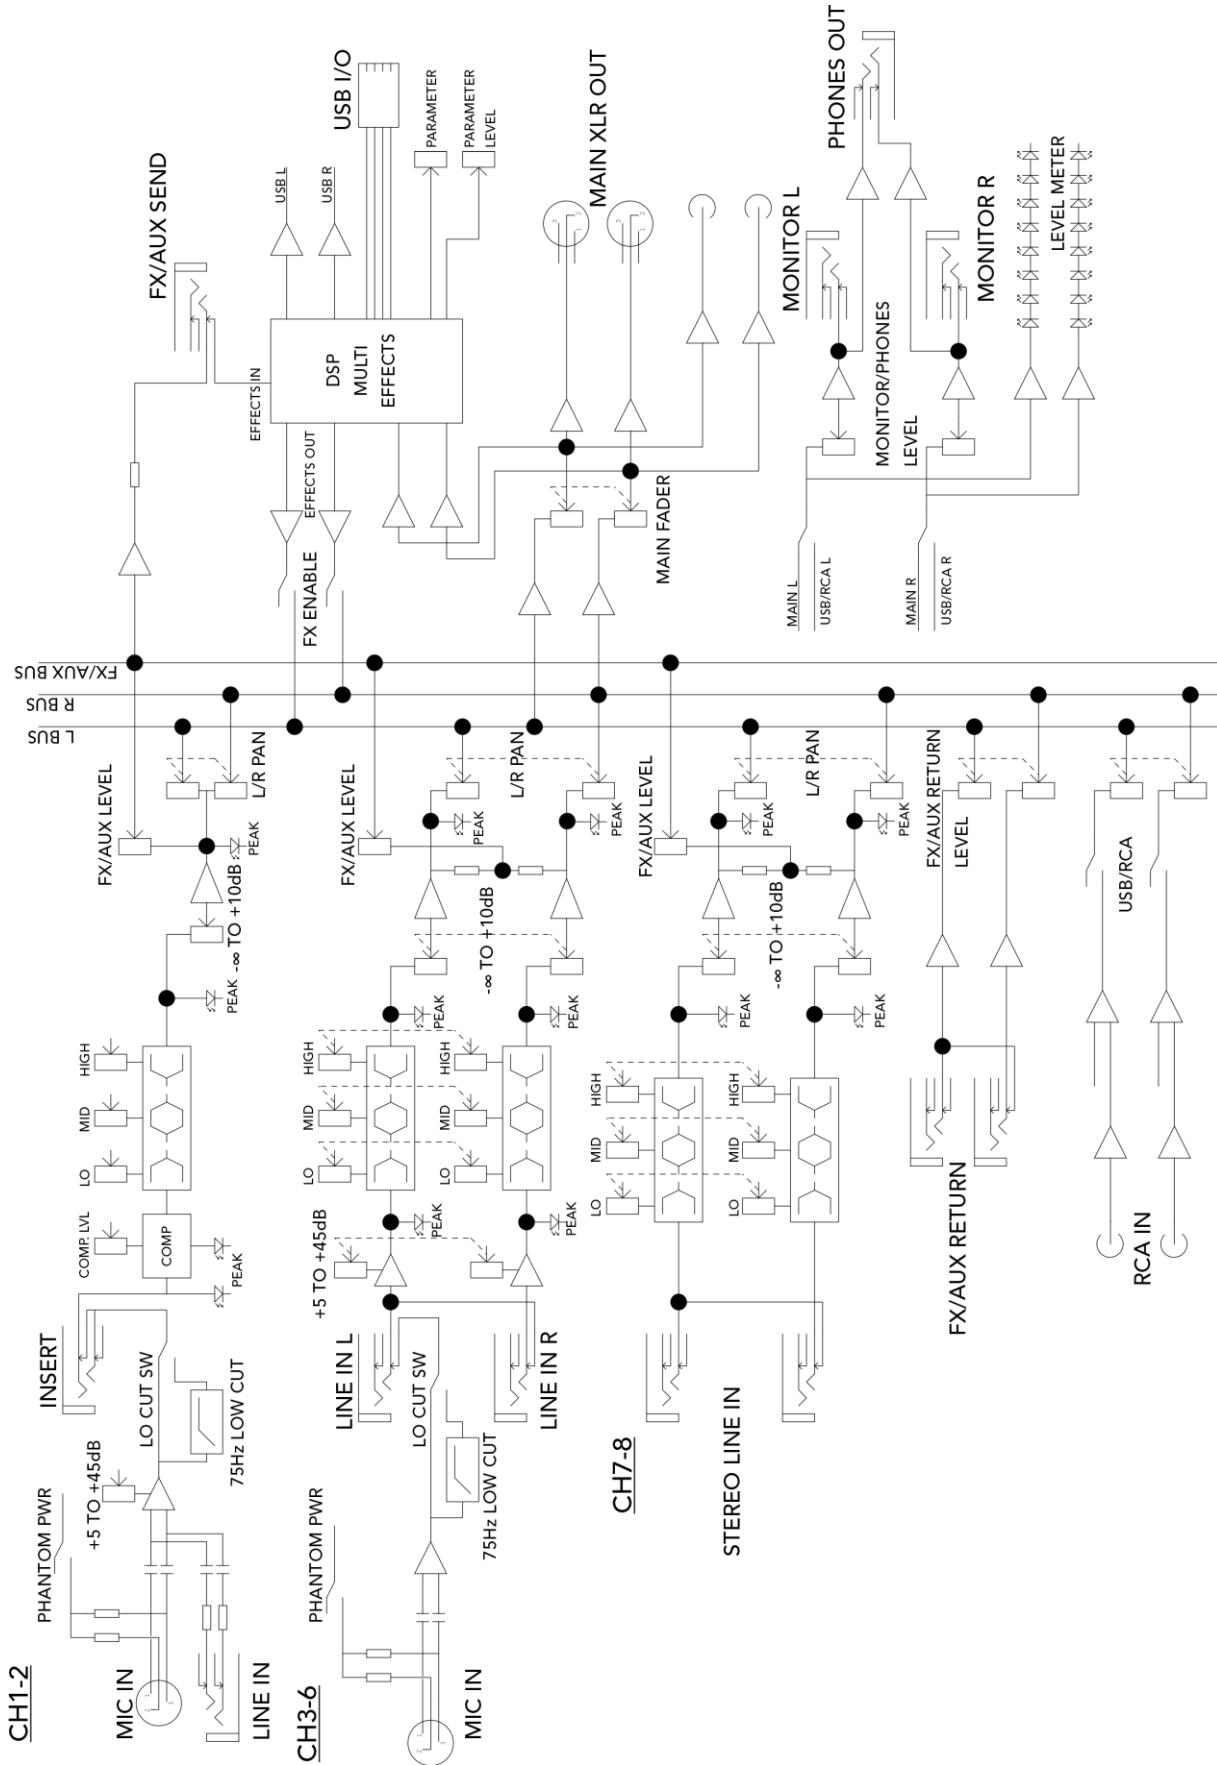 CH1-2
MIC IN
LINE IN
PHANTOM PWR
+5 TO +45dB
75Hz LOW CUT
LO CUT SW
INSERT
COMP. LVL
COMP
PEAK
LO
MID
HIGH
PEAK
-∞ TO +10dB
PEAK
FX/AUX LEVEL
L/R PAN
L BUS
R BUS
FX/AUX BUS
CH3-6
MIC IN
PHANTOM PWR
75Hz LOW CUT
LO CUT SW
LINE IN L
LINE IN R
+5 TO +45dB
PEAK
PEAK
LO
MID
HIGH
LO
MID
HIGH
PEAK
PEAK
-∞ TO +10dB
FX/AUX LEVEL
PEAK
PEAK
L/R PAN
CH7-8
STEREO LINE IN
LO
MID
HIGH
LO
MID
HIGH
PEAK
PEAK
-∞ TO +10dB
FX/AUX LEVEL
PEAK
PEAK
L/R PAN
FX/AUX RETURN
FX/AUX RETURN
LEVEL
RCA IN
USB/RCA
FX/AUX SEND
EFFECTS IN
EFFECTS OUT
FX ENABLE
DSP
MULTI
EFFECTS
USB L
USB R
USB I/O
PARAMETER
PARAMETER
LEVEL
MAIN FADER
MAIN XLR OUT
MAIN L
USB/RCA L
MAIN R
USB/RCA R
MONITOR/PHONES
LEVEL
MONITOR L
MONITOR R
PHONES OUT
LEVEL METER